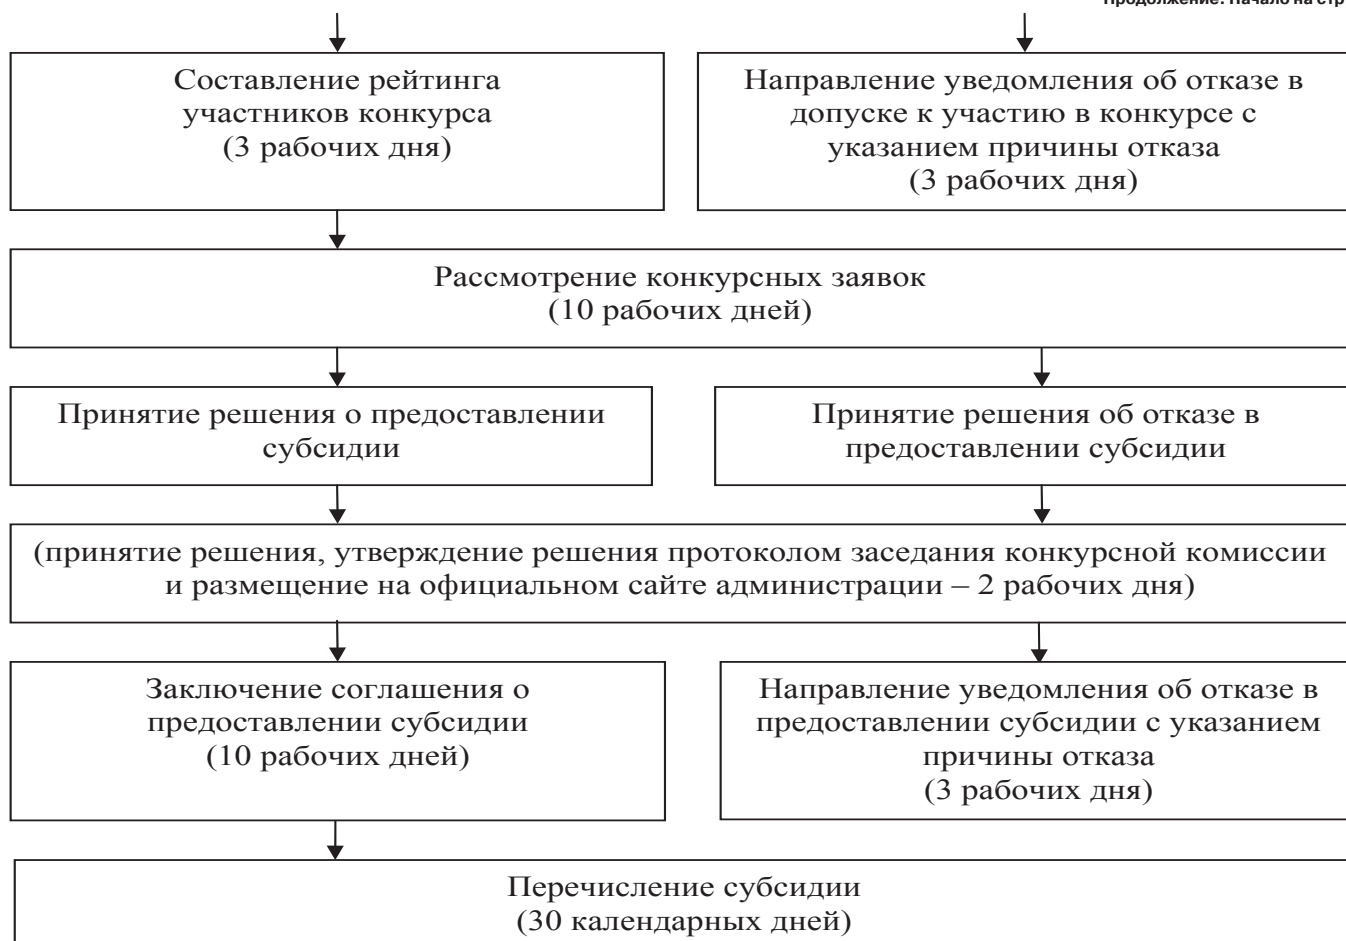 Продолжение. Начало на стр
Составление рейтинга
участников конкурса
(3 рабочих дня)
Направление уведомления об отказе в
допуске к участию в конкурсе с
указанием причины отказа
(3 рабочих дня)
Рассмотрение конкурсных заявок
(10 рабочих дней)
Принятие решения о предоставлении
субсидии
Принятие решения об отказе в
предоставлении субсидии
(принятие решения, утверждение решения протоколом заседания конкурсной комиссии
и размещение на официальном сайте администрации – 2 рабочих дня)
Заключение соглашения о
предоставлении субсидии
(10 рабочих дней)
Направление уведомления об отказе в
предоставлении субсидии с указанием
причины отказа
(3 рабочих дня)
Перечисление субсидии
(30 календарных дней)